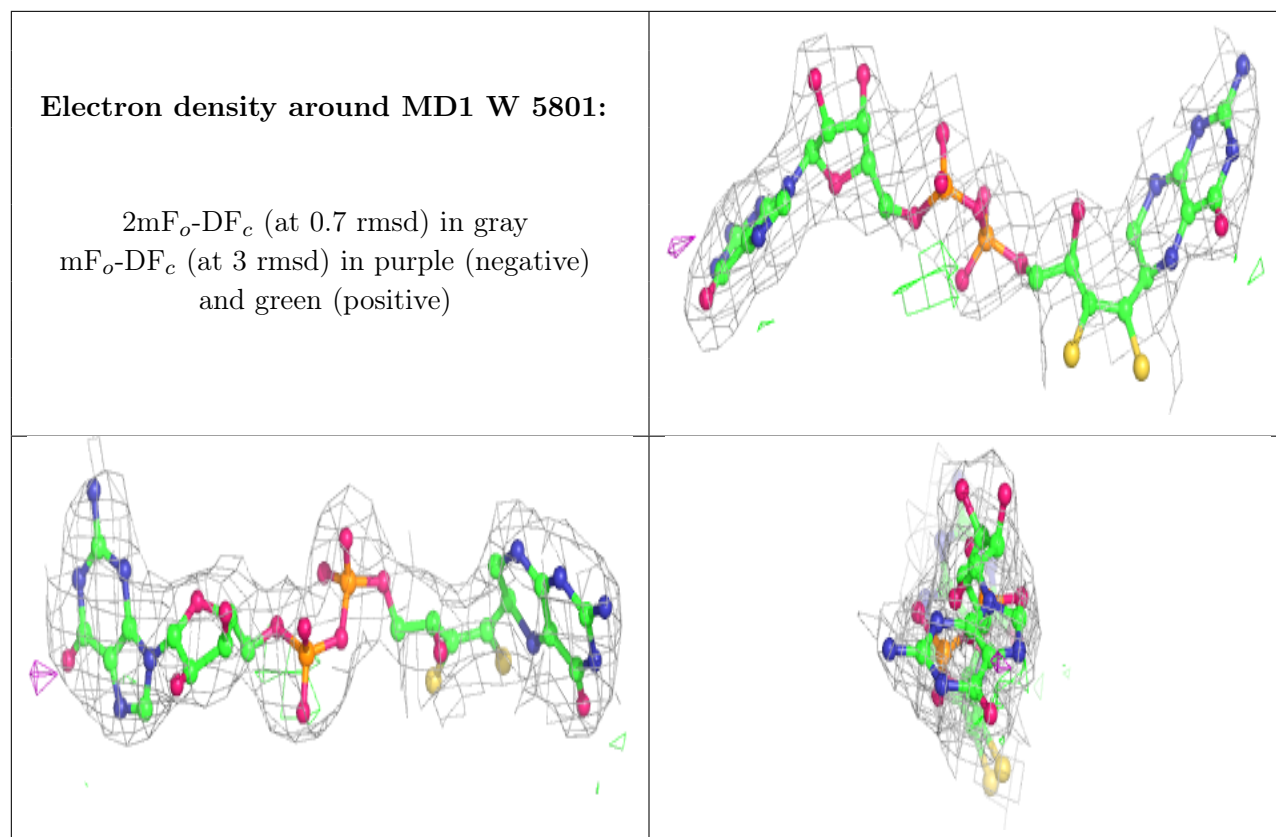 Electron density around MD1 W 5801:
2mFₒ-DF𝒸 (at 0.7 rmsd) in gray
mFₒ-DF𝒸 (at 3 rmsd) in purple (negative)
and green (positive)